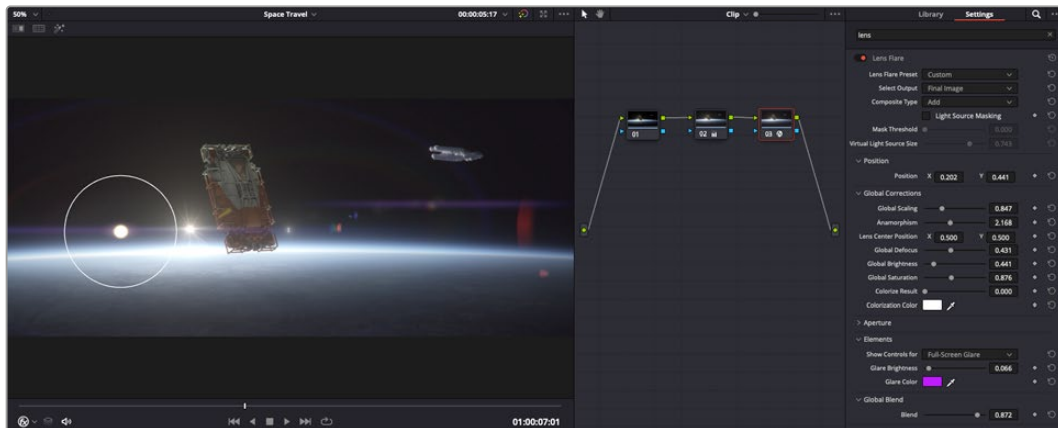 50% Space Travel 00:00:05:17
Clip
Library Settings
lens
Lens Flare
Lens Flare Preset Custom
Select Output Final Image
Composite Type Add
Light Source Masking
Mask Threshold 0.000
Virtual Light Source Size 0.743
Position
Position X 0.202 Y 0.441
Global Corrections
Global Scaling 0.847
Anamorphism 2.168
Lens Center Position X 0.500 Y 0.500
Global Defocus 0.431
Global Brightness 0.441
Global Saturation 0.876
Colorize Result 0.000
Colorization Color
Aperture
Elements
Show Controls for Full-Screen Glare
Glare Brightness 0.066
Glare Color
Global Blend
Blend 0.872
01 02 03
01:00:07:01